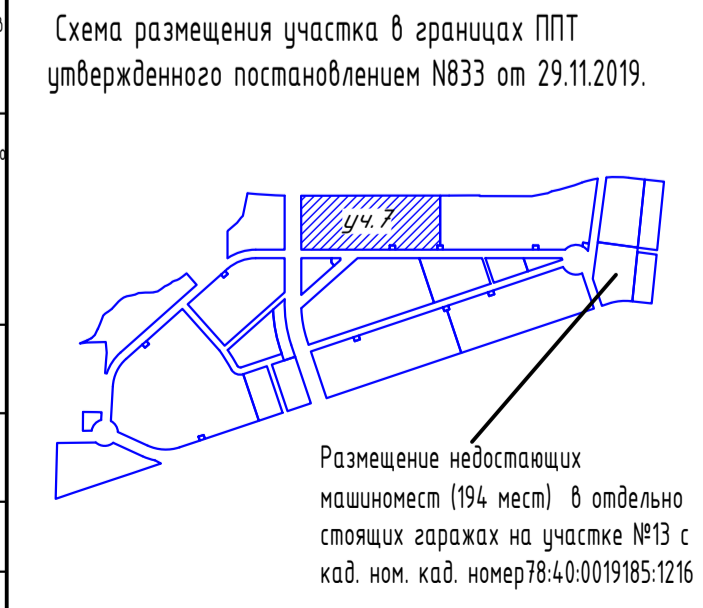 Схема размещения участка в границах ППТ
утвержденного постановлением N833 от 29.11.2019.
уч. 7
Размещение недостающих
машиномест (194 мест) в отдельно
стоящих гаражах на участке №13 с
кад. ном. кад. номер78:40:0019185:1216